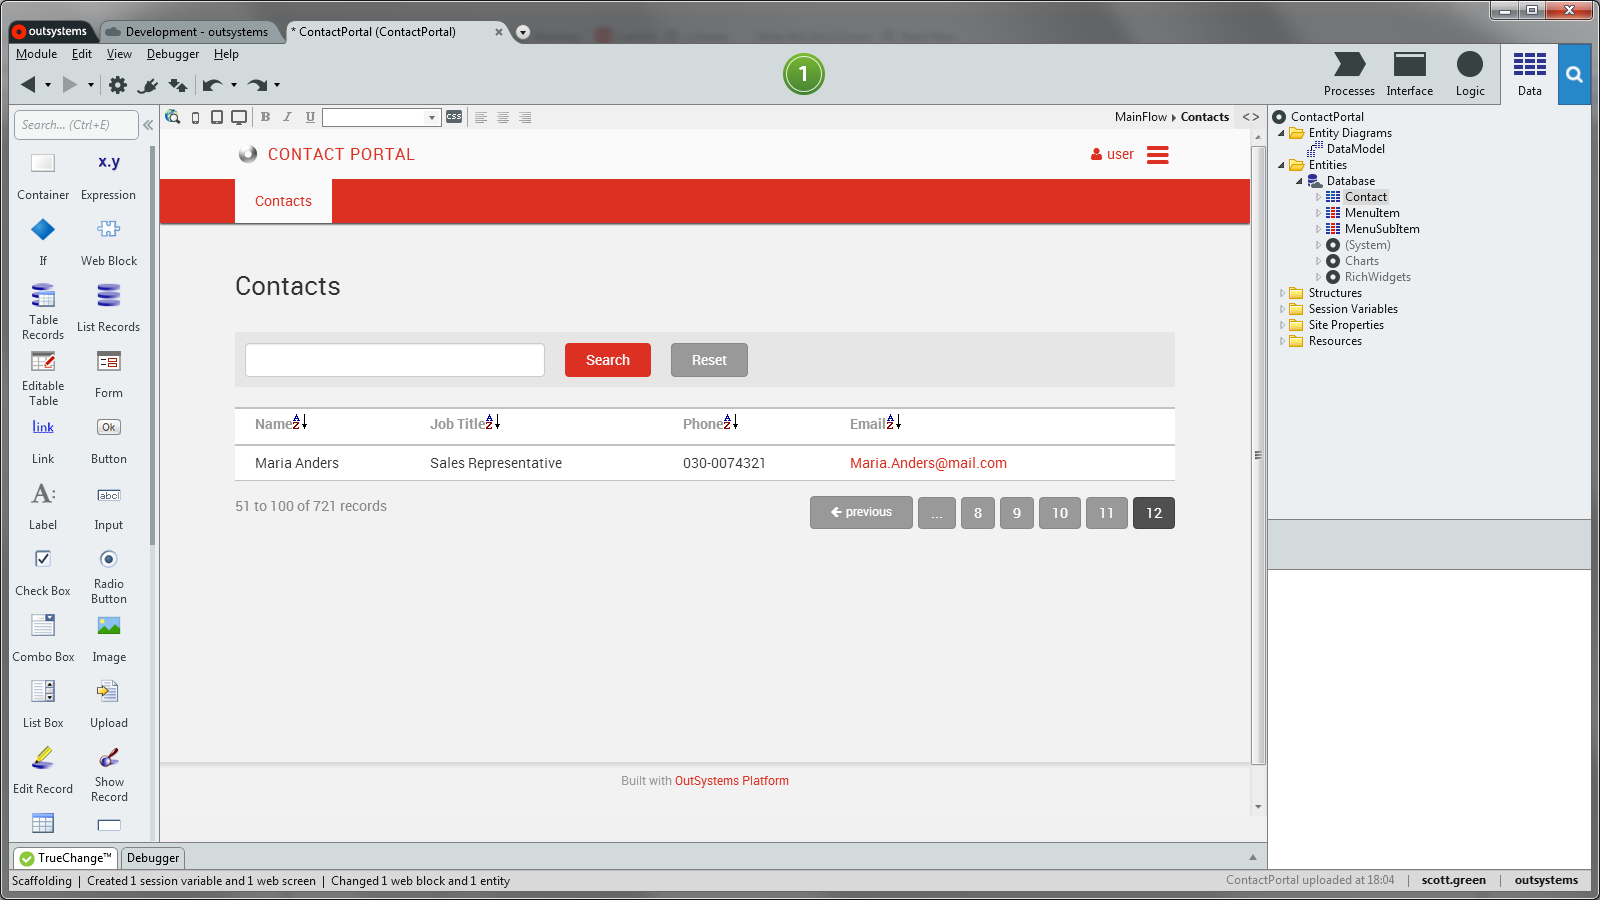 outsystems
Development - outsystems
* ContactPortal (ContactPortal)
Module Edit View Debugger Help
1
Processes Interface Logic Data
Search... (Ctrl+E)
B I U CSS
MainFlow Contacts <>
Container
x.y
Expression
If
Web Block
Table Records
List Records
Editable Table
Form
link
Link
Ok
Button
A:
Label
abcl
Input
Check Box
Radio Button
Combo Box
Image
List Box
Upload
Edit Record
Show Record
CONTACT PORTAL
user
Contacts
Contacts
Search Reset
Name Job Title Phone Email
Maria Anders Sales Representative 030-0074321 Maria.Anders@mail.com
51 to 100 of 721 records
previous ... 8 9 10 11 12
Built with OutSystems Platform
ContactPortal
Entity Diagrams
DataModel
Entities
Database
Contact
MenuItem
MenuSubItem
(System)
Charts
RichWidgets
Structures
Session Variables
Site Properties
Resources
TrueChange™ Debugger
Scaffolding | Created 1 session variable and 1 web screen | Changed 1 web block and 1 entity
ContactPortal uploaded at 18:04 | scott.green | outsystems